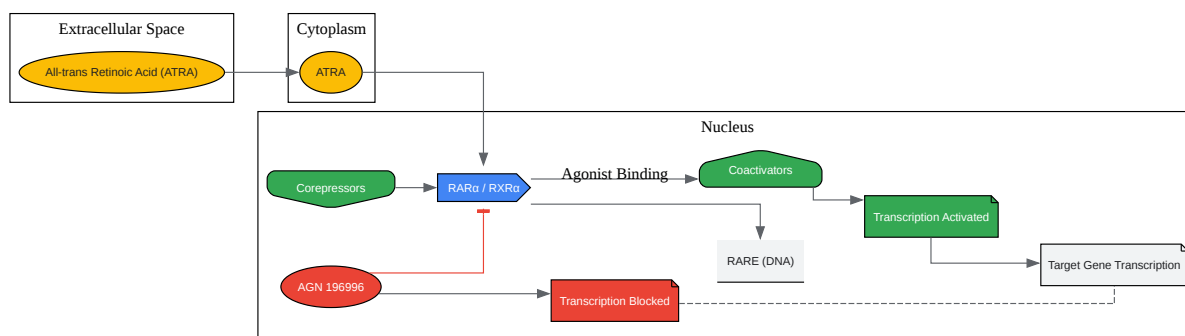 Extracellular Space
Cytoplasm
All-trans Retinoic Acid (ATRA)
ATRA
Nucleus
Corepressors
RARα / RXRα
Agonist Binding
Coactivators
Transcription Activated
RARE (DNA)
Target Gene Transcription
AGN 196996
Transcription Blocked